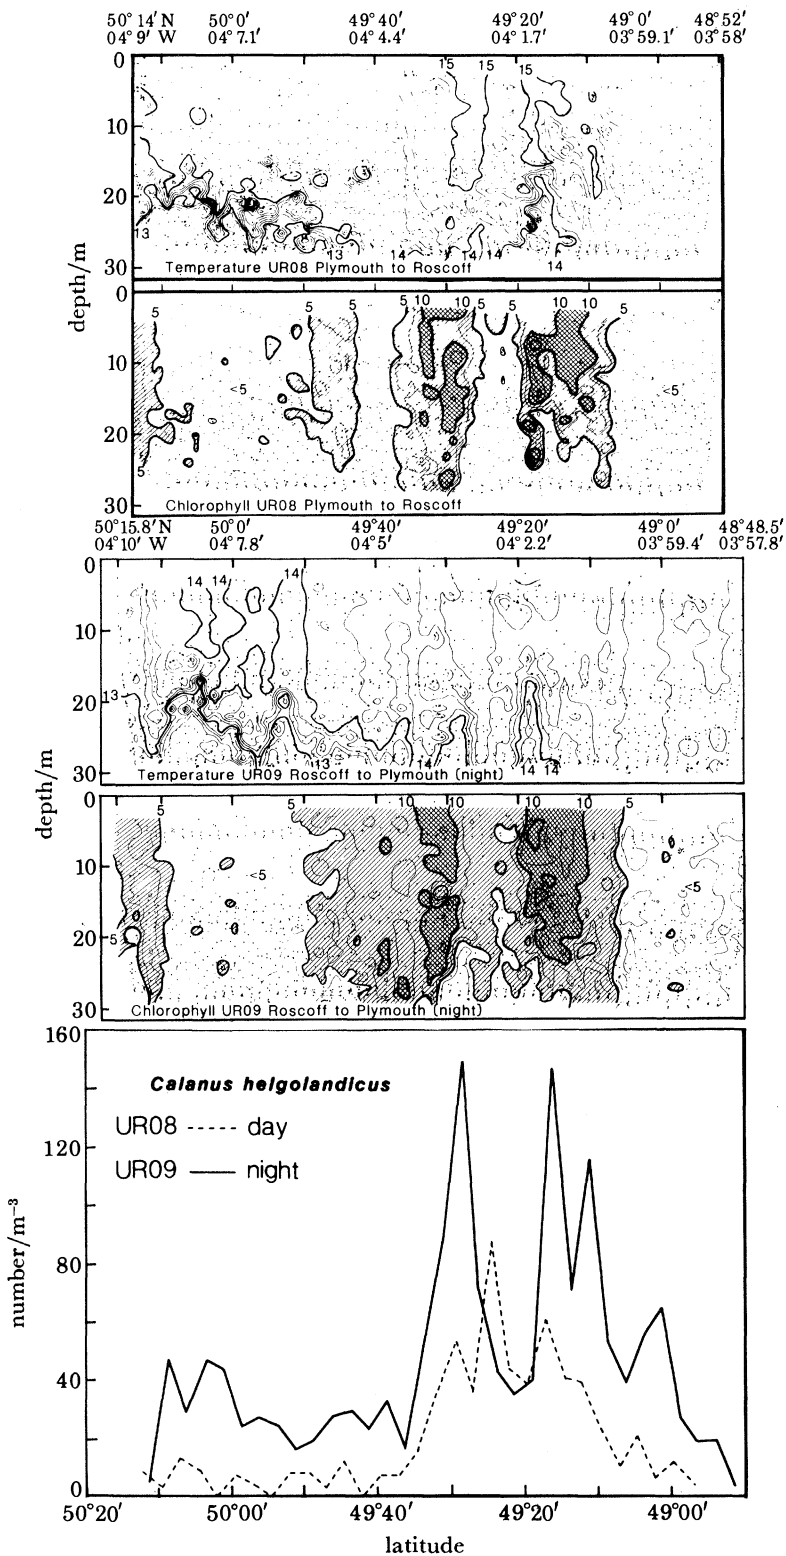 50° 14′ N 50° 0′ 49° 40′ 49° 20′ 49° 0′ 48° 52′
04° 9′ W 04° 7.1′ 04° 4.4′ 04° 1.7′ 03° 59.1′ 03° 58′
0
15 15 15
10
20
13 13 14 14 14 14
30
Temperature UR08 Plymouth to Roscoff
depth/m
0
5 5 5 10 10 5 5 10 10 5
10
<5 <5
20
5
30
Chlorophyll UR08 Plymouth to Roscoff
50° 15.8′ N 50° 0′ 49° 40′ 49° 20′ 49° 0′ 48° 48.5′
04° 10′ W 04° 7.8′ 04° 5′ 04° 2.2′ 03° 59.4′ 03° 57.8′
0
14 14 14
10
13
20
13 14 14 14
30
Temperature UR09 Roscoff to Plymouth (night)
depth/m
0
5 5 10 10 10 10 5
10
<5 <5
20
5
30
Chlorophyll UR09 Roscoff to Plymouth (night)
160
Calanus helgolandicus
UR08 ----- day
120
UR09 — night
number/m⁻³
80
40
0
50°20′ 50°00′ 49°40′ 49°20′ 49°00′
latitude